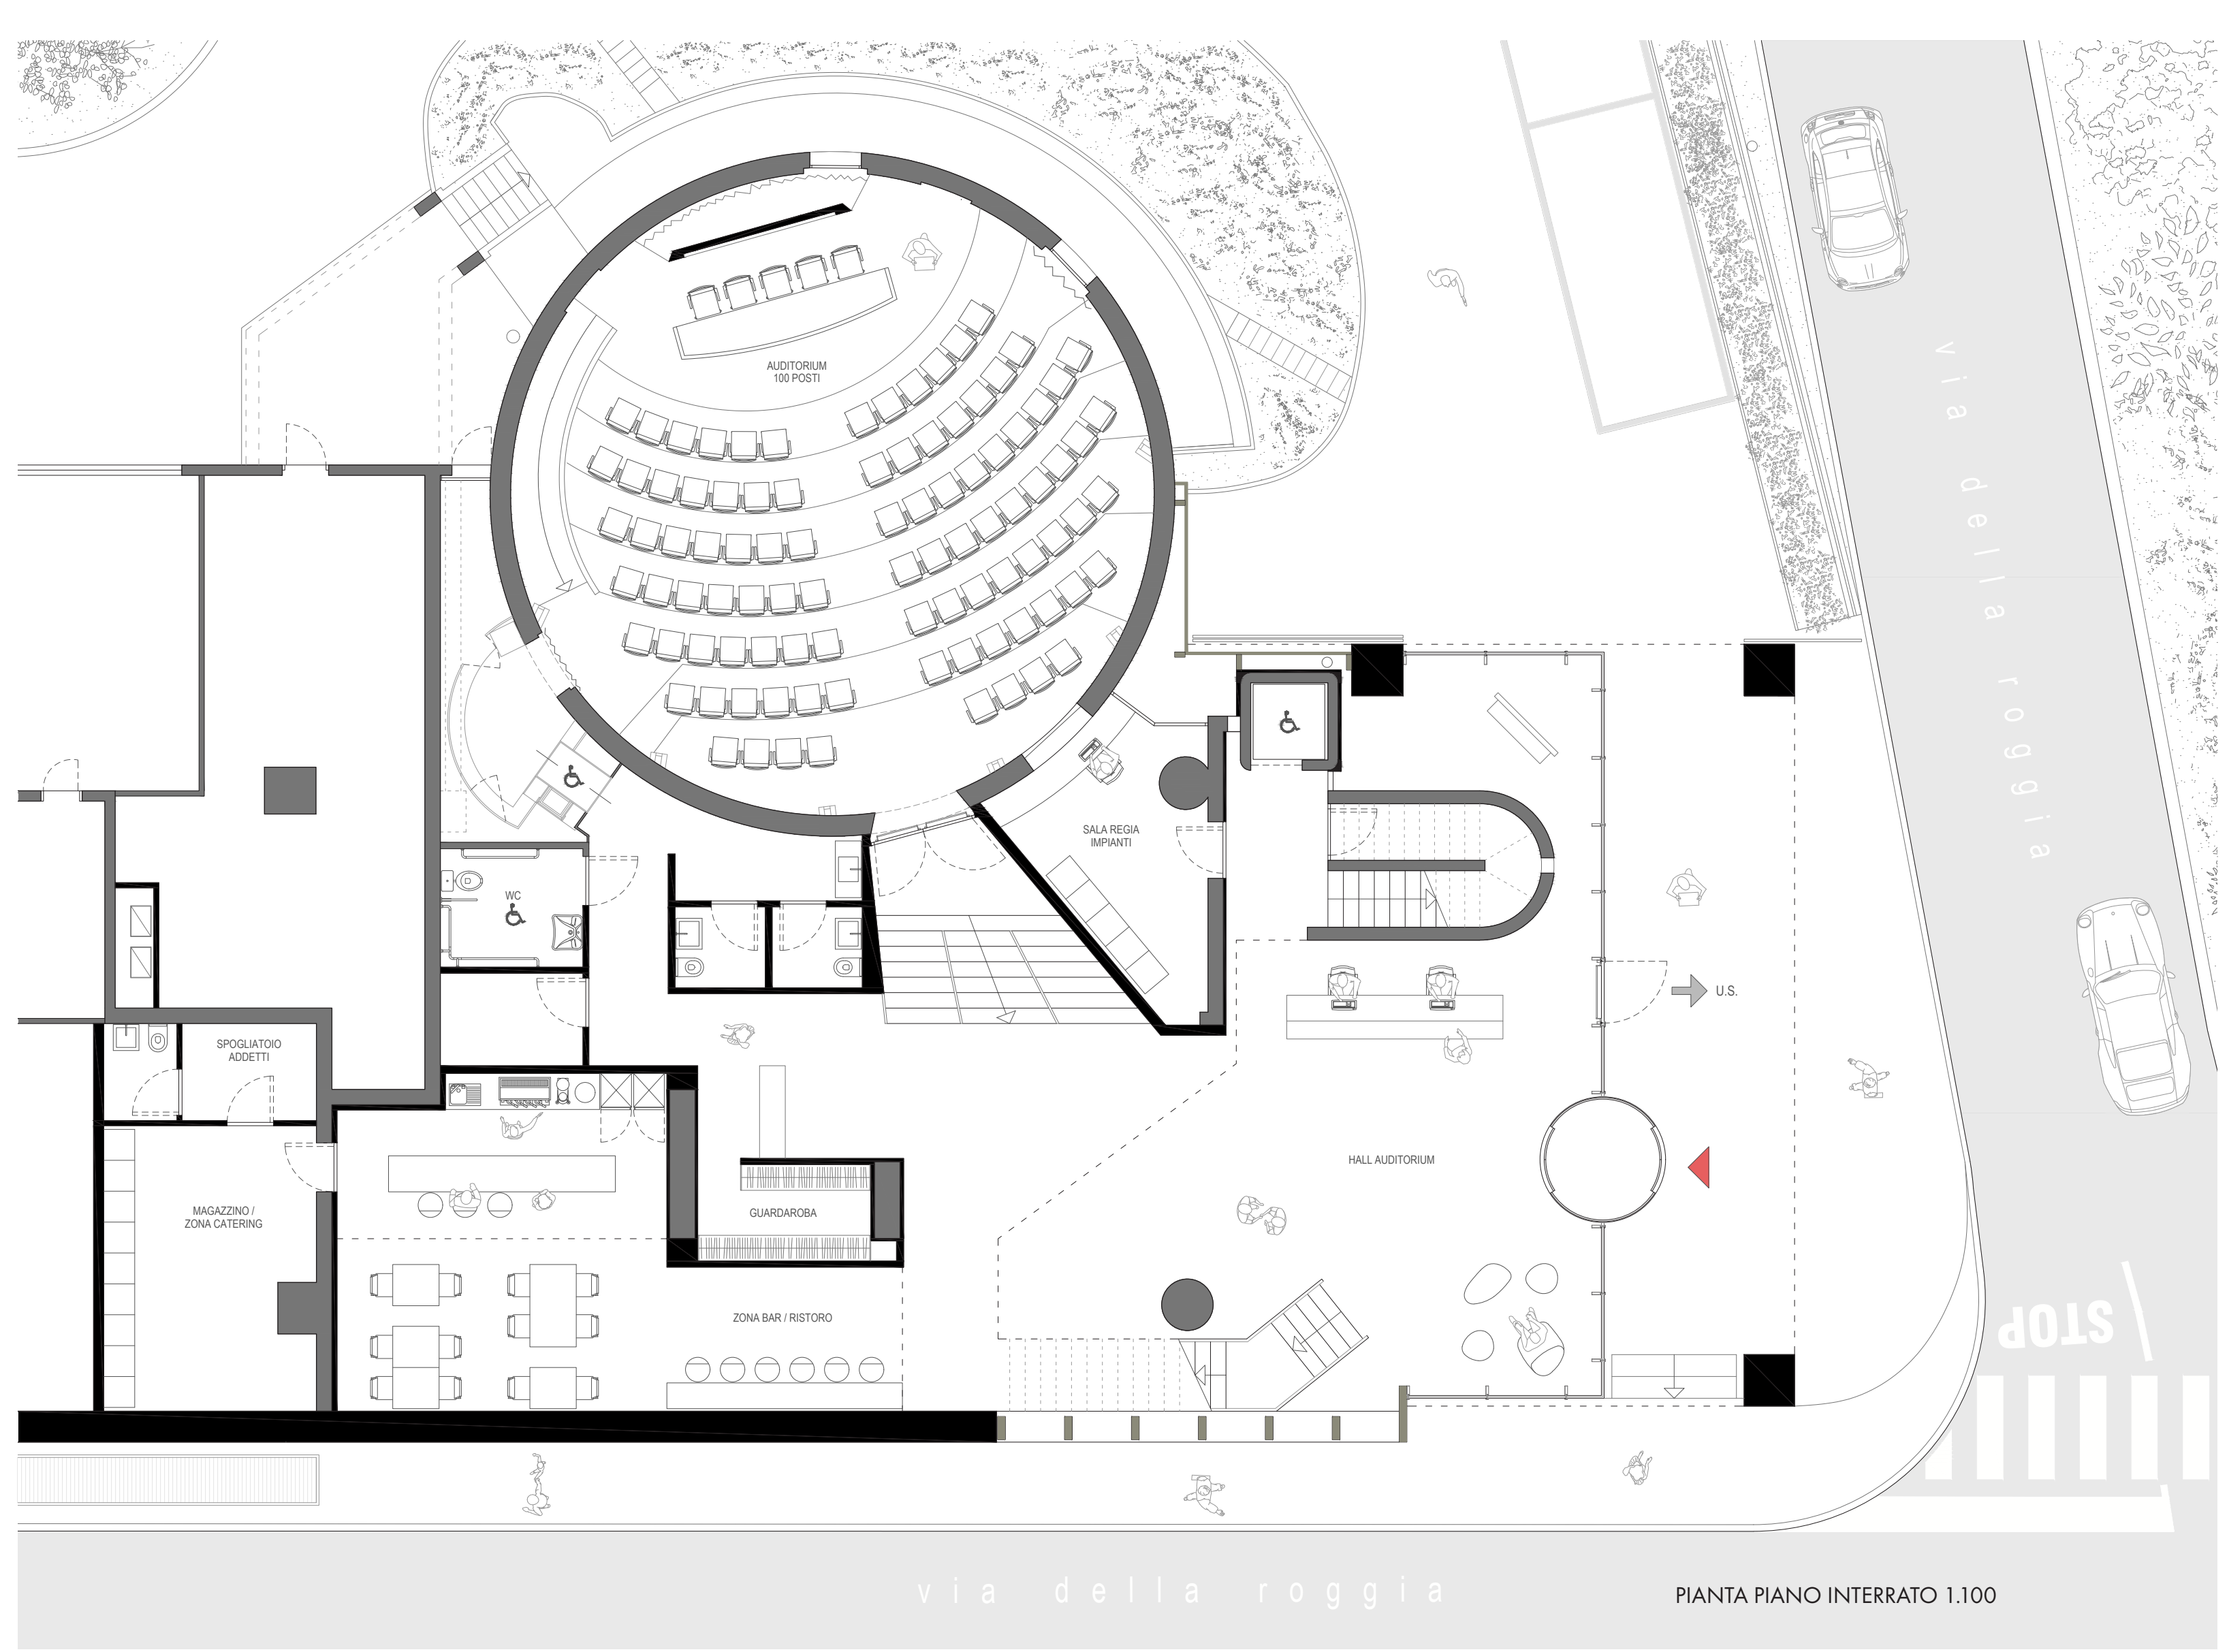 AUDITORIUM
100 POSTI
via della roggia
SALA REGIA
IMPIANTI
WC
U.S.
SPOGLIATOIO
ADDETTI
HALL AUDITORIUM
MAGAZZINO /
ZONA CATERING
GUARDAROBA
ZONA BAR / RISTORO
STOP
via della roggia
PIANTA PIANO INTERRATO 1.100